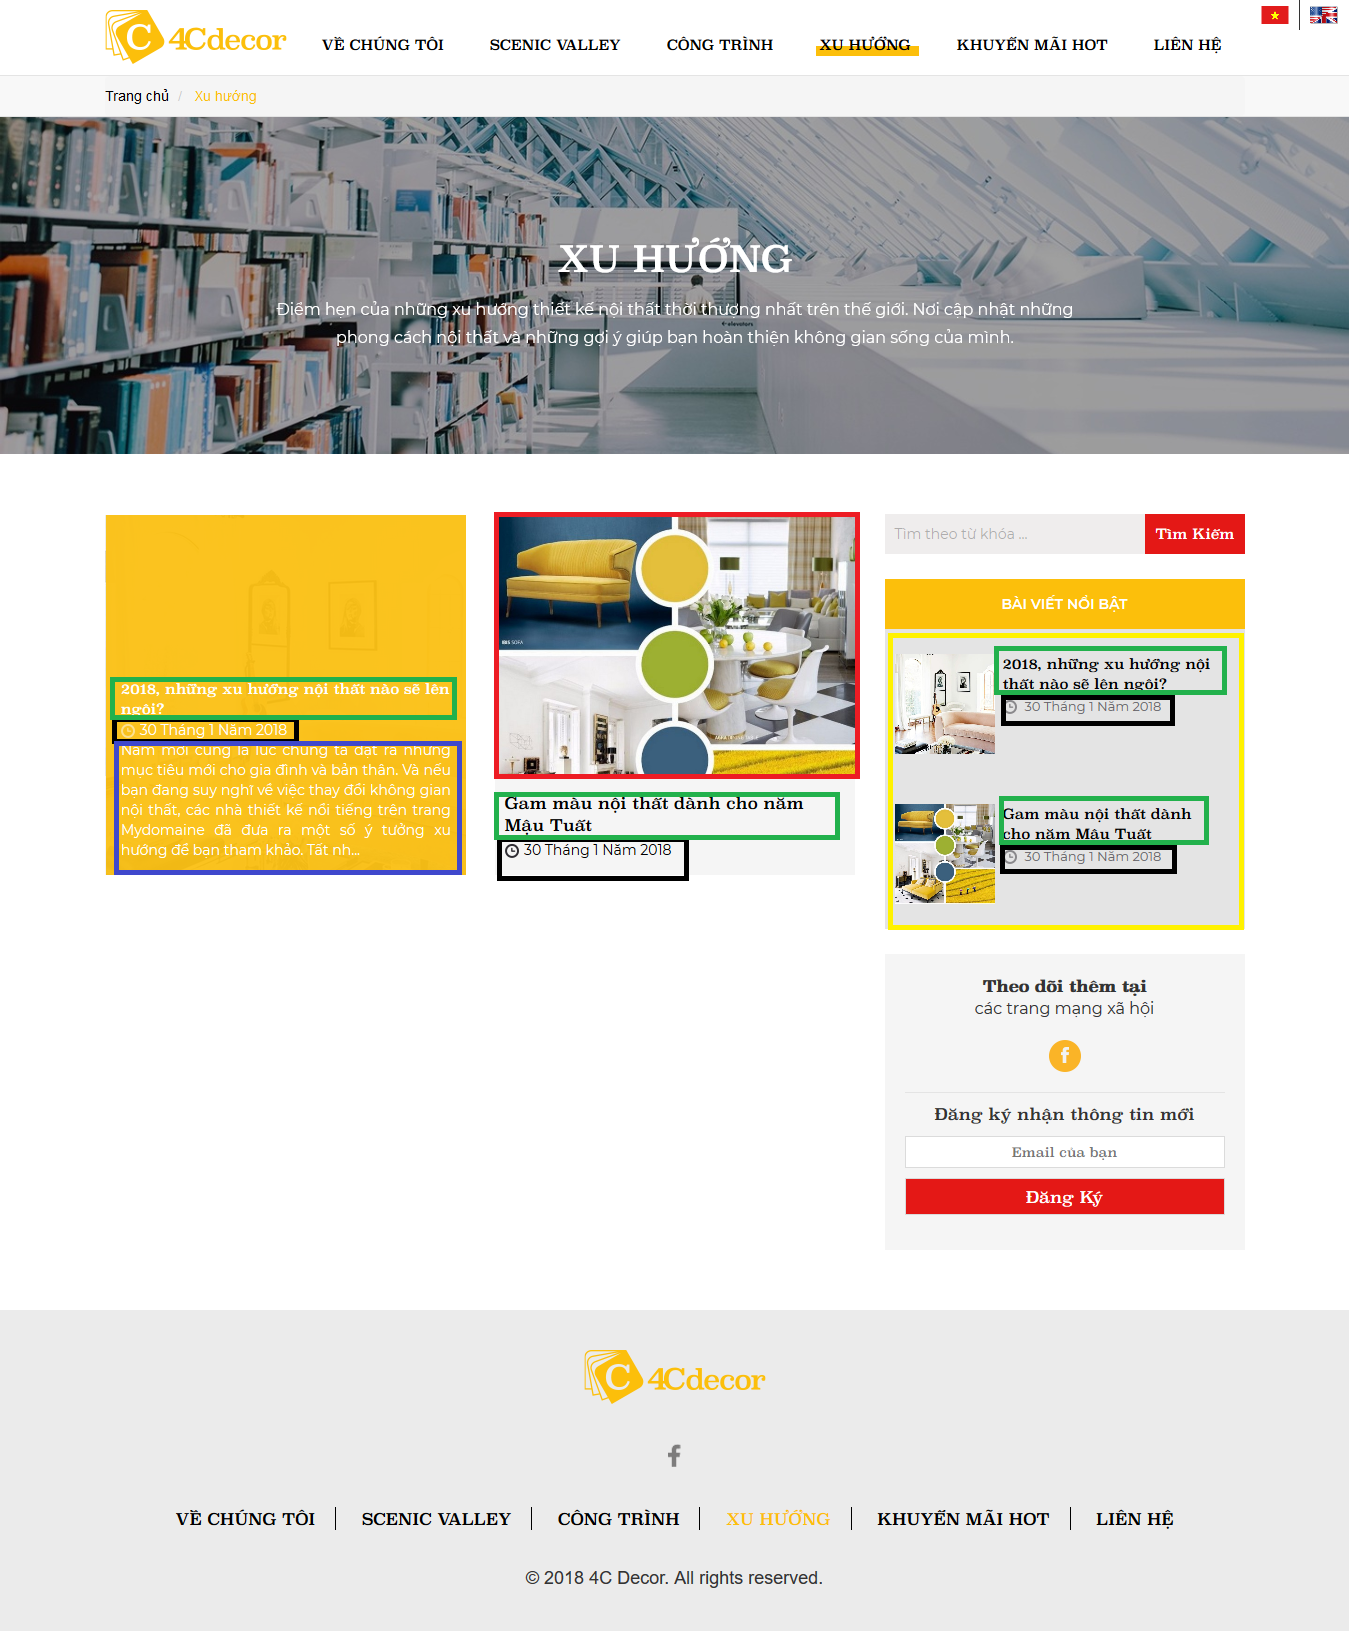 4Cdecor
VỀ CHÚNG TÔI
SCENIC VALLEY
CÔNG TRÌNH
XU HƯỚNG
KHUYẾN MÃI HOT
LIÊN HỆ
Trang chủ / Xu hướng
XU HƯỚNG
Điểm hẹn của những xu hướng thiết kế nội thất thời thượng nhất trên thế giới. Nơi cập nhật những
phong cách nội thất và những gợi ý giúp bạn hoàn thiện không gian sống của mình.
2018, những xu hướng nội thất nào sẽ lên
ngôi?
30 Tháng 1 Năm 2018
Năm mới cũng là lúc chúng ta đặt ra những
mục tiêu mới cho gia đình và bản thân. Và nếu
bạn đang suy nghĩ về việc thay đổi không gian
nội thất, các nhà thiết kế nổi tiếng trên trang
Mydomaine đã đưa ra một số ý tưởng xu
hướng để bạn tham khảo. Tất nh...
IBIS SOFA
Gam màu nội thất dành cho năm
Mậu Tuất
30 Tháng 1 Năm 2018
Tìm theo từ khóa ...
Tìm Kiếm
BÀI VIẾT NỔI BẬT
2018, những xu hướng nội
thất nào sẽ lên ngôi?
30 Tháng 1 Năm 2018
Gam màu nội thất dành
cho năm Mậu Tuất
30 Tháng 1 Năm 2018
Theo dõi thêm tại
các trang mạng xã hội
f
Đăng ký nhận thông tin mới
Email của bạn
Đăng Ký
4Cdecor
f
VỀ CHÚNG TÔI
SCENIC VALLEY
CÔNG TRÌNH
XU HƯỚNG
KHUYẾN MÃI HOT
LIÊN HỆ
© 2018 4C Decor. All rights reserved.